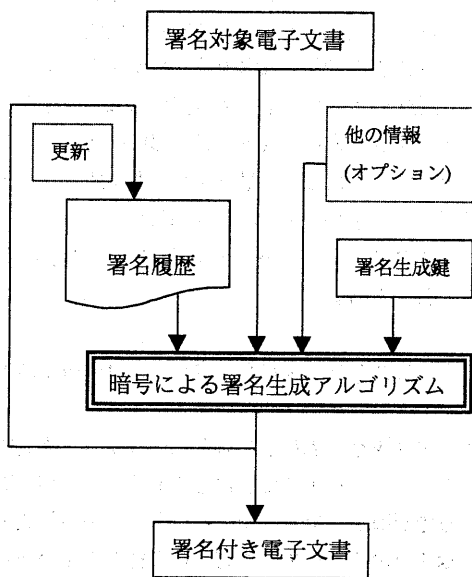 署名対象電子文書
他の情報
(オプション)
更新
署名履歴
署名生成鍵
暗号による署名生成アルゴリズム
署名付き電子文書